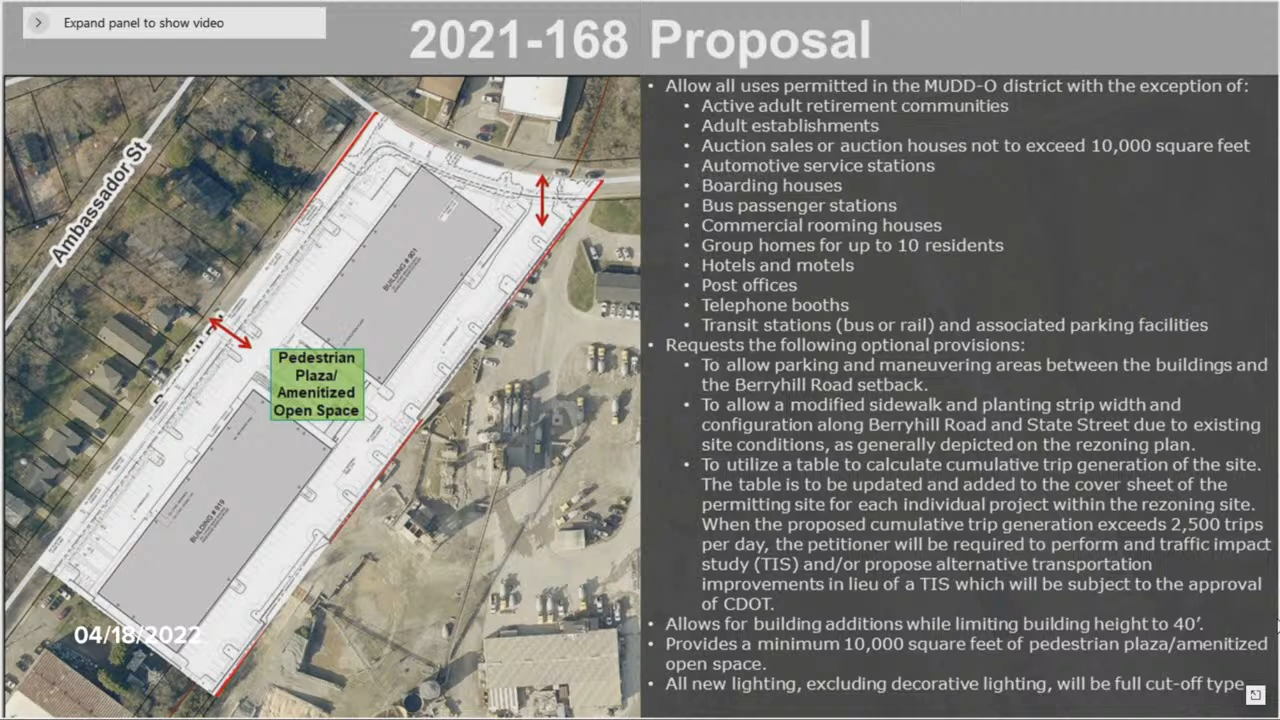 Expand panel to show video
2021-168 Proposal
Ambassador St
BUILDING # 901
Pedestrian
Plaza/
Amenitized
Open Space
BUILDING # 919
04/18/2022
• Allow all uses permitted in the MUDD-O district with the exception of:
• Active adult retirement communities
• Adult establishments
• Auction sales or auction houses not to exceed 10,000 square feet
• Automotive service stations
• Boarding houses
• Bus passenger stations
• Commercial rooming houses
• Group homes for up to 10 residents
• Hotels and motels
• Post offices
• Telephone booths
• Transit stations (bus or rail) and associated parking facilities
• Requests the following optional provisions:
• To allow parking and maneuvering areas between the buildings and
the Berryhill Road setback.
• To allow a modified sidewalk and planting strip width and
configuration along Berryhill Road and State Street due to existing
site conditions, as generally depicted on the rezoning plan.
• To utilize a table to calculate cumulative trip generation of the site.
The table is to be updated and added to the cover sheet of the
permitting site for each individual project within the rezoning site.
When the proposed cumulative trip generation exceeds 2,500 trips
per day, the petitioner will be required to perform and traffic impact
study (TIS) and/or propose alternative transportation
improvements in lieu of a TIS which will be subject to the approval
of CDOT.
• Allows for building additions while limiting building height to 40’.
• Provides a minimum 10,000 square feet of pedestrian plaza/amenitized
open space.
• All new lighting, excluding decorative lighting, will be full cut-off type